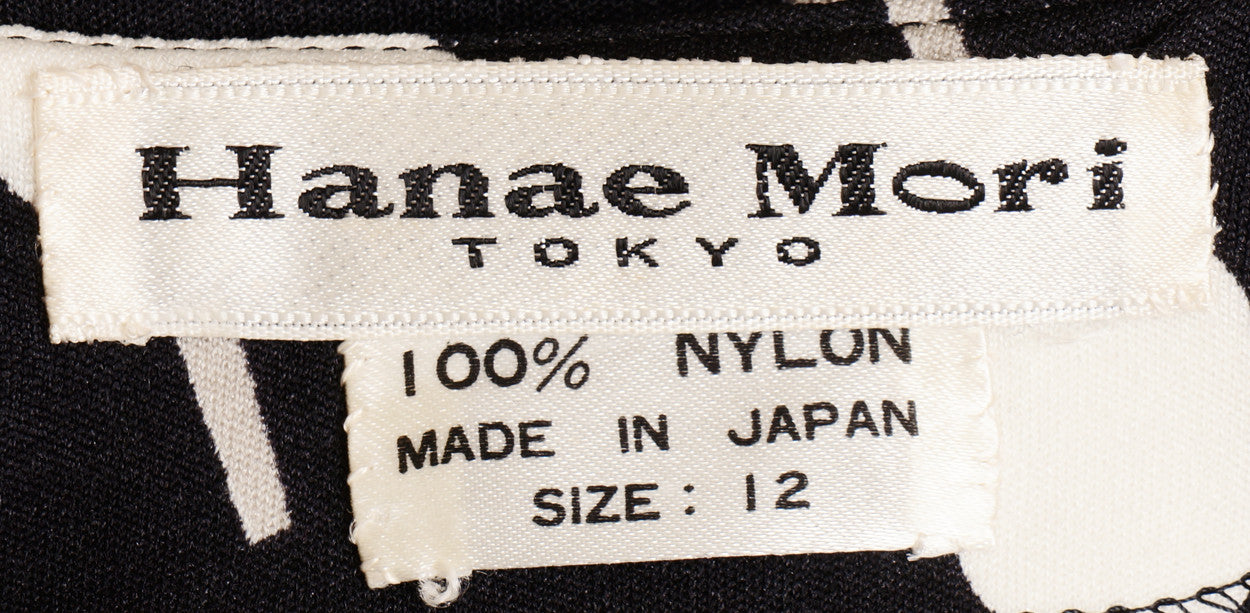 Hanae Mori
TOKYO
100% NYLON
MADE IN JAPAN
SIZE: 12